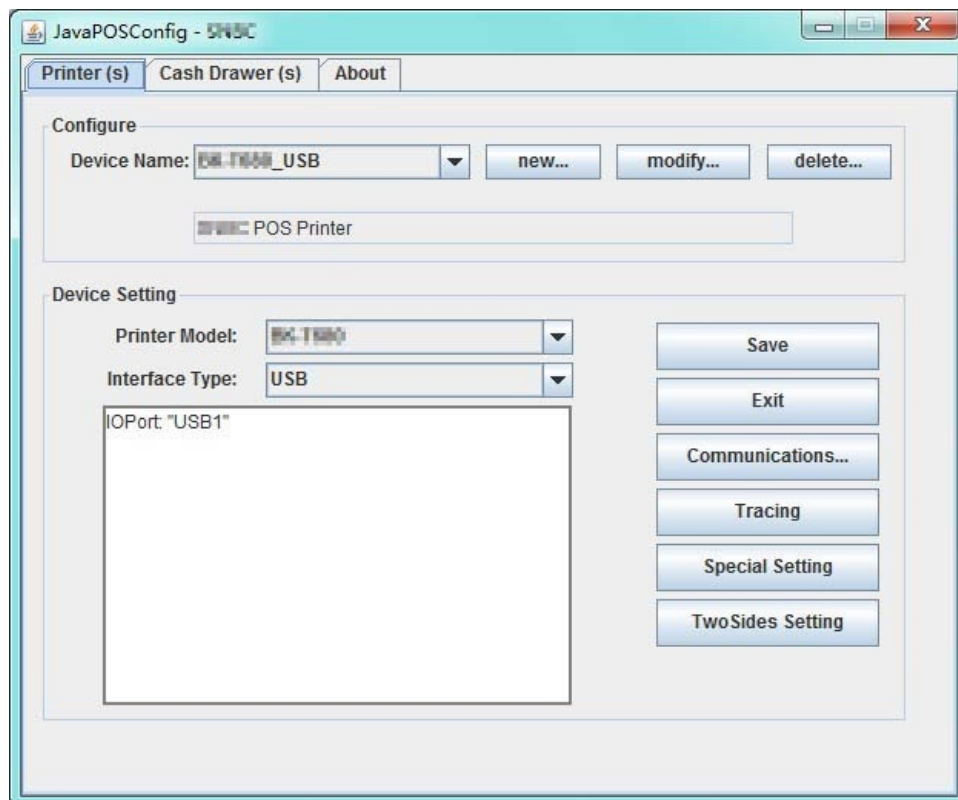 JavaPOSConfig -
Printer (s) Cash Drawer (s) About
Configure
Device Name: _USB new... modify... delete...
POS Printer
Device Setting
Printer Model:
Save
Interface Type: USB
Exit
IOPort: "USB1"
Communications...
Tracing
Special Setting
TwoSides Setting